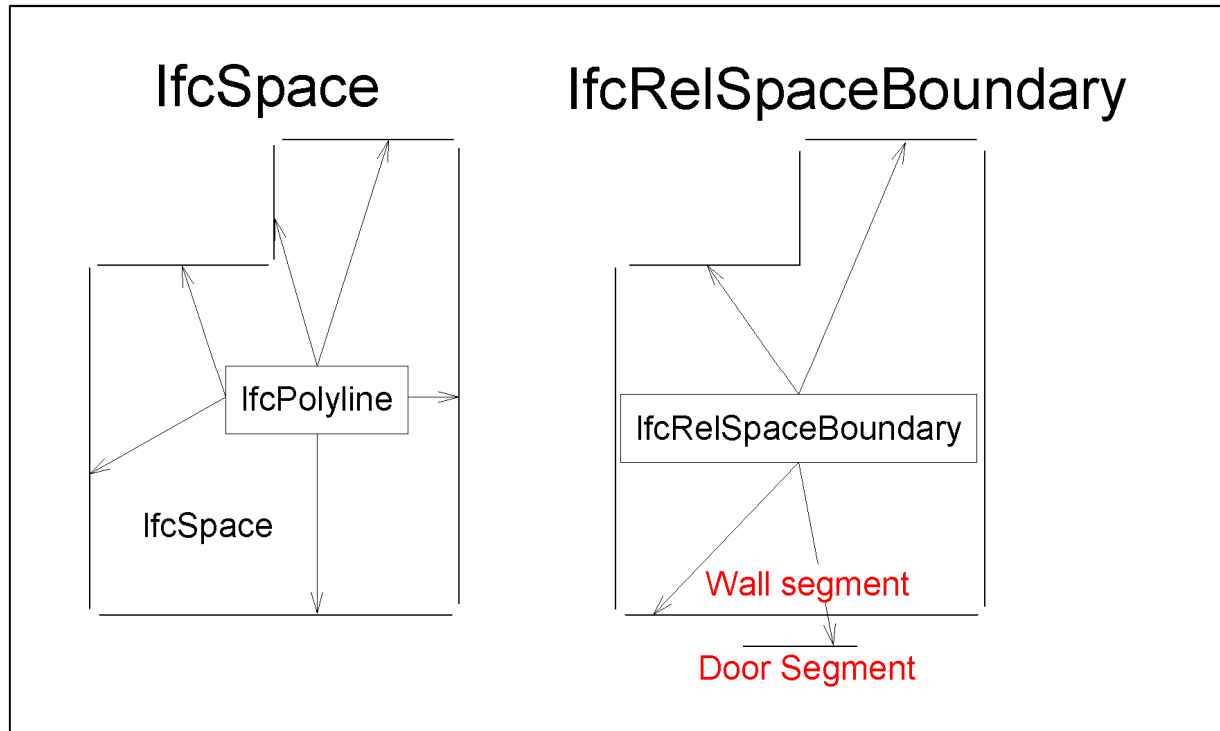 IfcSpace
IfcRelSpaceBoundary
IfcPolyline
IfcSpace
IfcRelSpaceBoundary
Wall segment
Door Segment